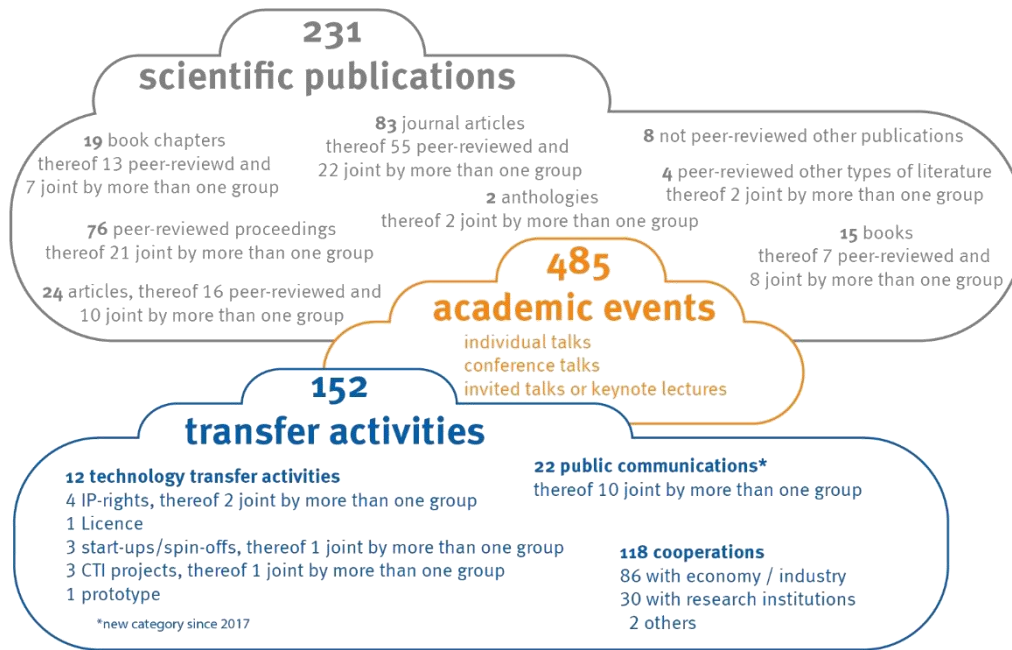 231
scientific publications
19 book chapters
thereof 13 peer-reviewd and
7 joint by more than one group
83 journal articles
thereof 55 peer-reviewed and
22 joint by more than one group
8 not peer-reviewed other publications
4 peer-reviewed other types of literature
thereof 2 joint by more than one group
2 anthologies
thereof 2 joint by more than one group
76 peer-reviewed proceedings
thereof 21 joint by more than one group
15 books
thereof 7 peer-reviewed and
8 joint by more than one group
24 articles, thereof 16 peer-reviewed and
10 joint by more than one group
485
academic events
individual talks
conference talks
invited talks or keynote lectures
152
transfer activities
12 technology transfer activities
4 IP-rights, thereof 2 joint by more than one group
1 Licence
3 start-ups/spin-offs, thereof 1 joint by more than one group
3 CTI projects, thereof 1 joint by more than one group
1 prototype
*new category since 2017
22 public communications*
thereof 10 joint by more than one group
118 cooperations
86 with economy / industry
30 with research institutions
2 others